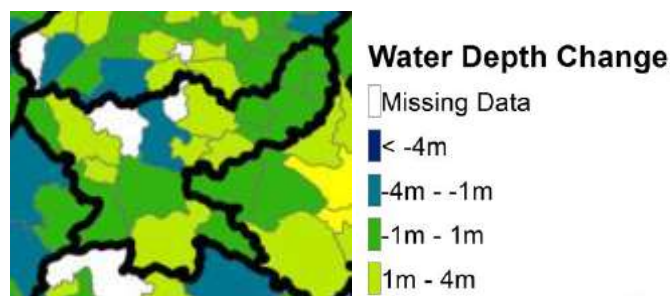 Water Depth Change
Missing Data
< -4m
-4m - -1m
-1m - 1m
1m - 4m